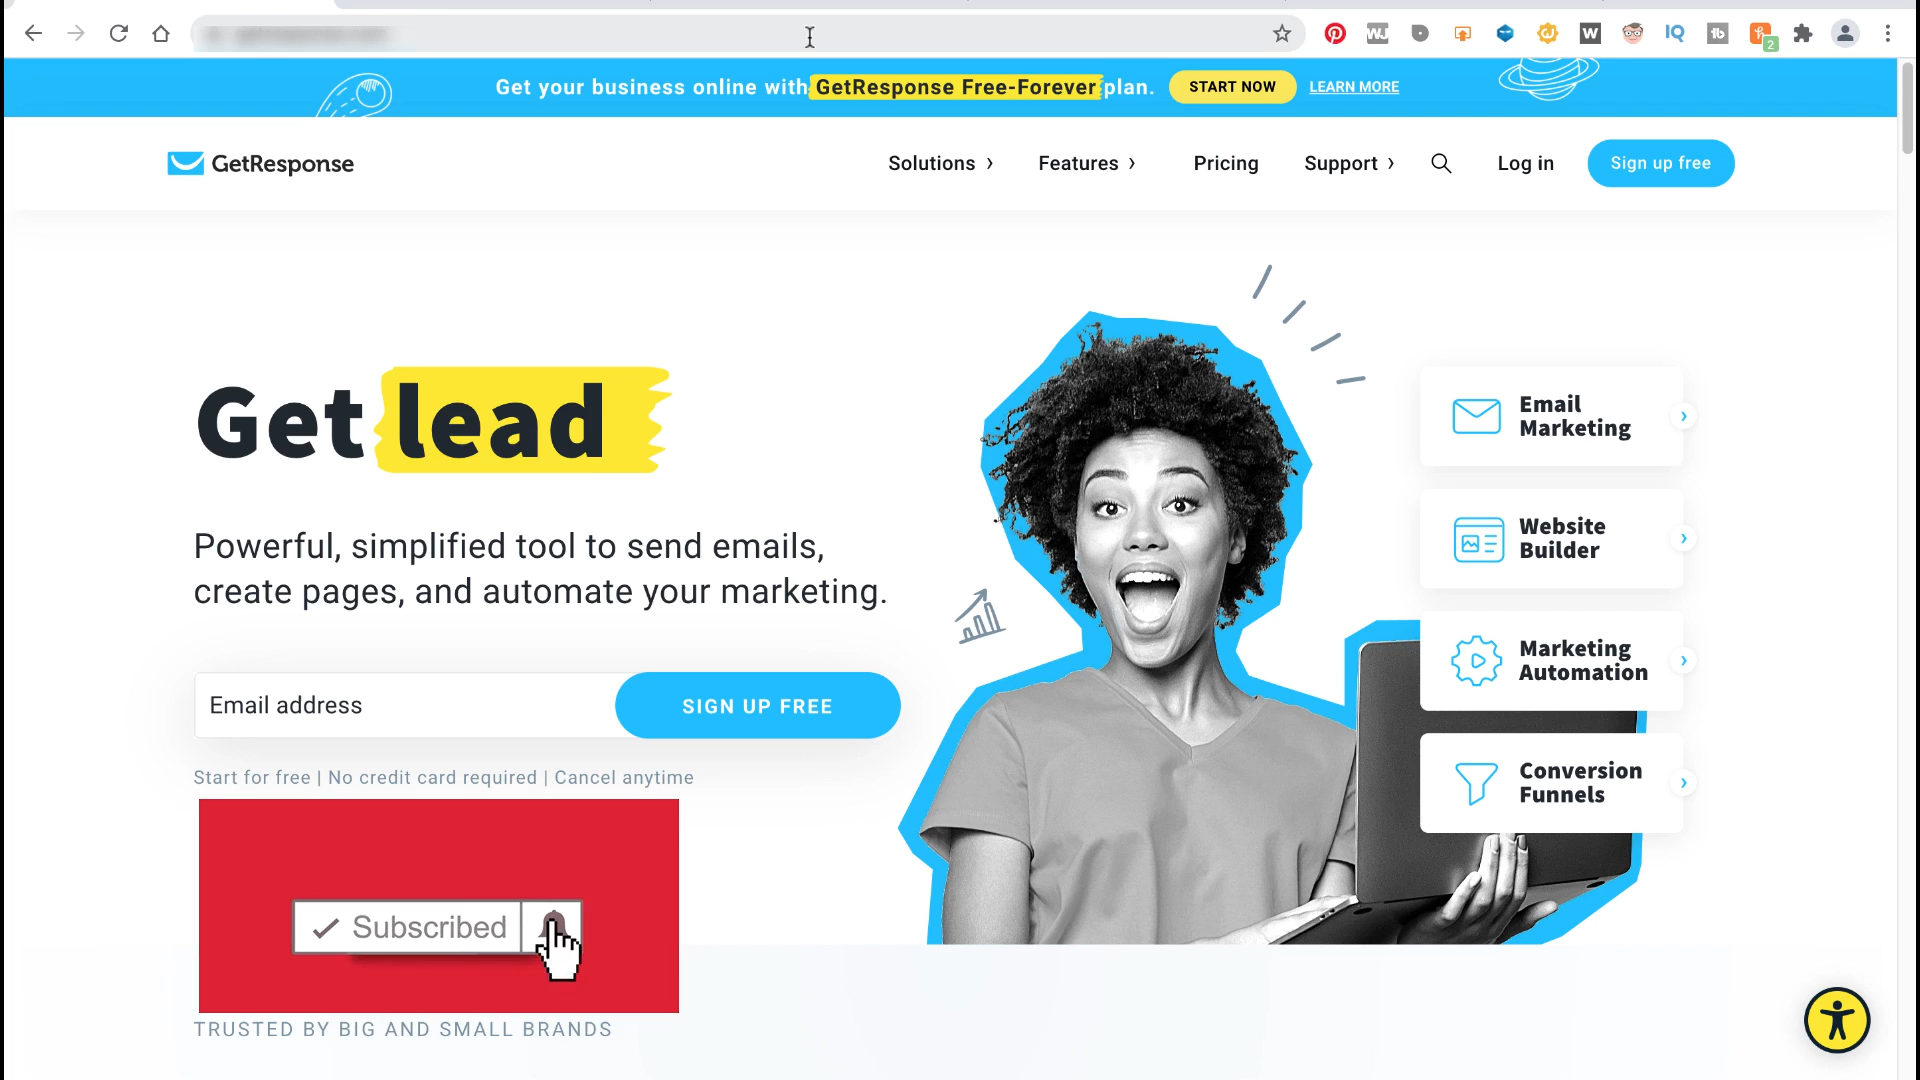 Get your business online with GetResponse Free-Forever plan. START NOW LEARN MORE
GetResponse Solutions Features Pricing Support Log in Sign up free
Get lead
Powerful, simplified tool to send emails,
create pages, and automate your marketing.
Email address SIGN UP FREE
Start for free | No credit card required | Cancel anytime
Subscribed
TRUSTED BY BIG AND SMALL BRANDS
Email
Marketing
Website
Builder
Marketing
Automation
Conversion
Funnels
W
IQ
tb
2